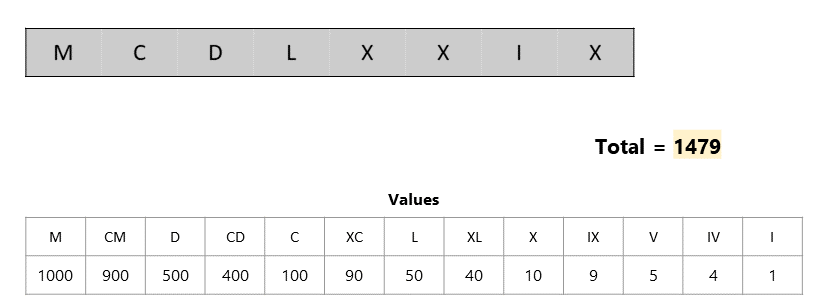 M C D L X X I X
Total = 1479
Values
M CM D CD C XC L XL X IX V IV I
1000 900 500 400 100 90 50 40 10 9 5 4 1